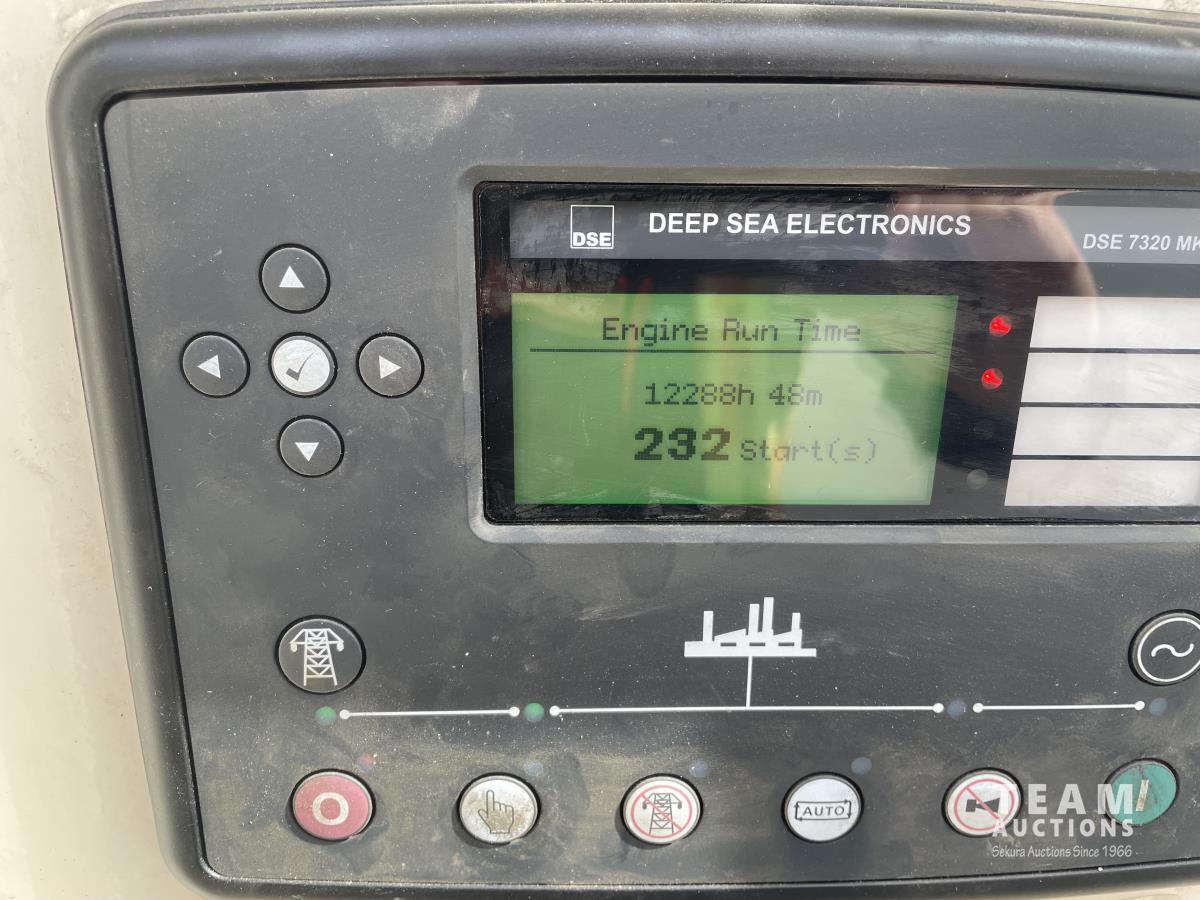 DSE
DEEP SEA ELECTRONICS
DSE 7320 MK
Engine Run Time
12288h 48m
232 Start(s)
AUTO
TEAM
AUCTIONS
Sekura Auctions Since 1966